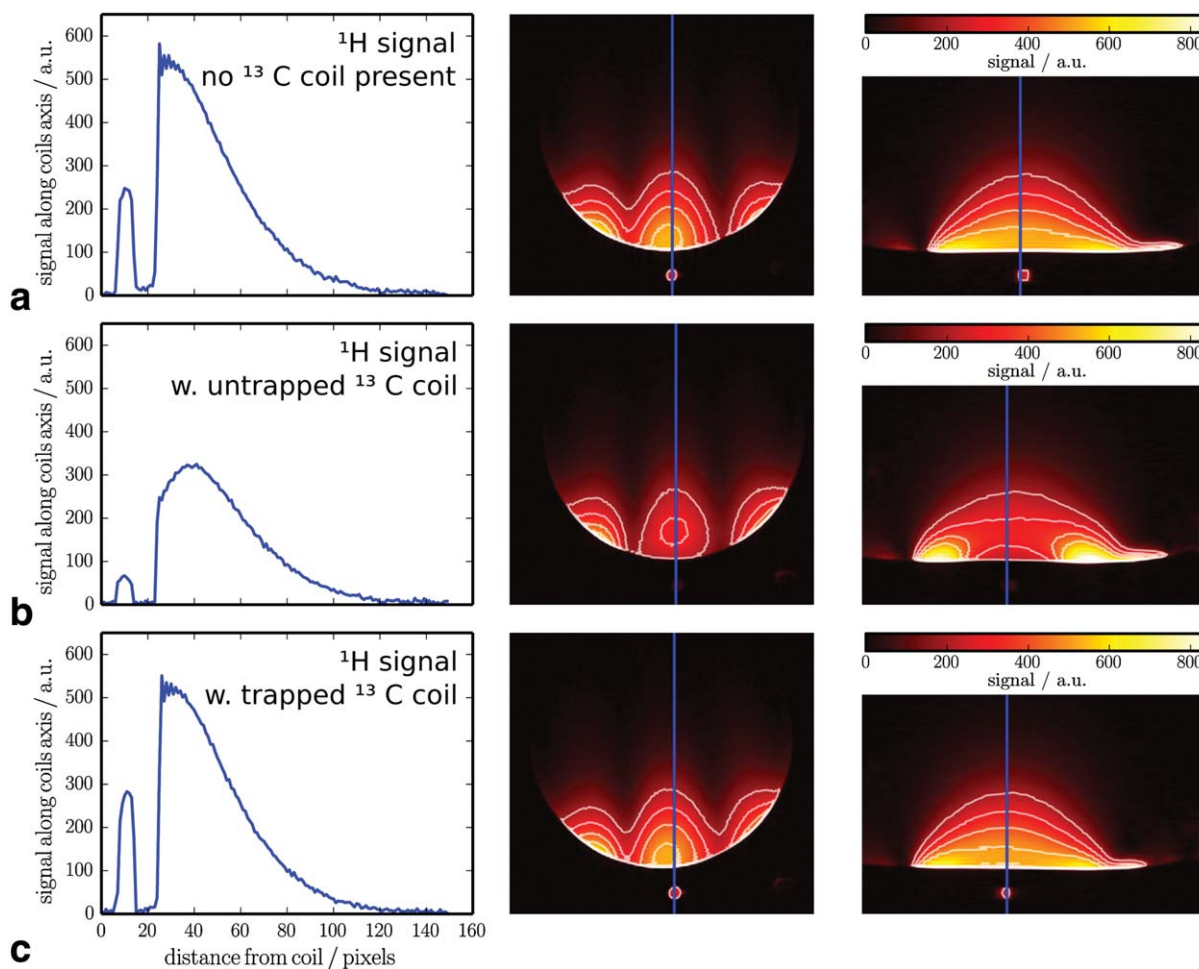 600
500
400
300
200
100
0
signal along coils axis / a.u.
¹H signal
no ¹³ C coil present
0 200 400 600 800
signal / a.u.
a
600
500
400
300
200
100
0
signal along coils axis / a.u.
¹H signal
w. untrapped ¹³ C coil
0 200 400 600 80
signal / a.u.
b
600
500
400
300
200
100
0
signal along coils axis / a.u.
¹H signal
w. trapped ¹³ C coil
0 200 400 600 80
signal / a.u.
0 20 40 60 80 100 120 140 160
distance from coil / pixels
c